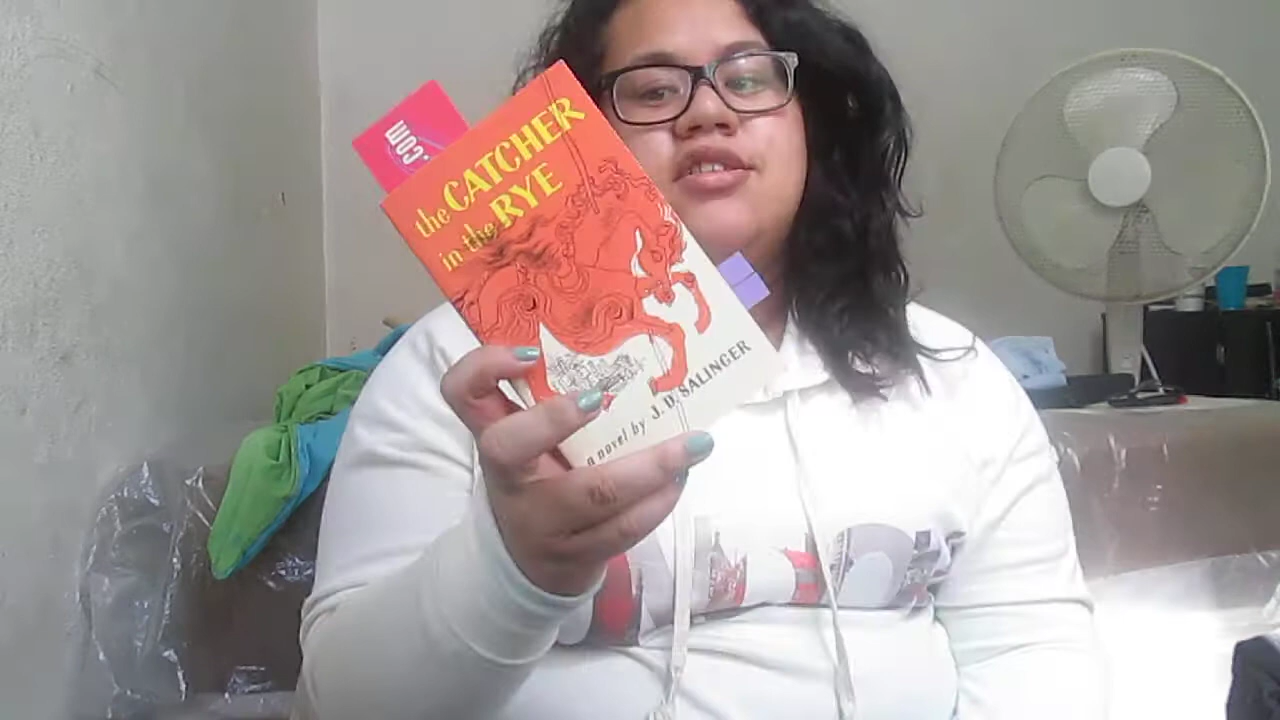 .com
the CATCHER
in the RYE
a novel by J. D. SALINGER